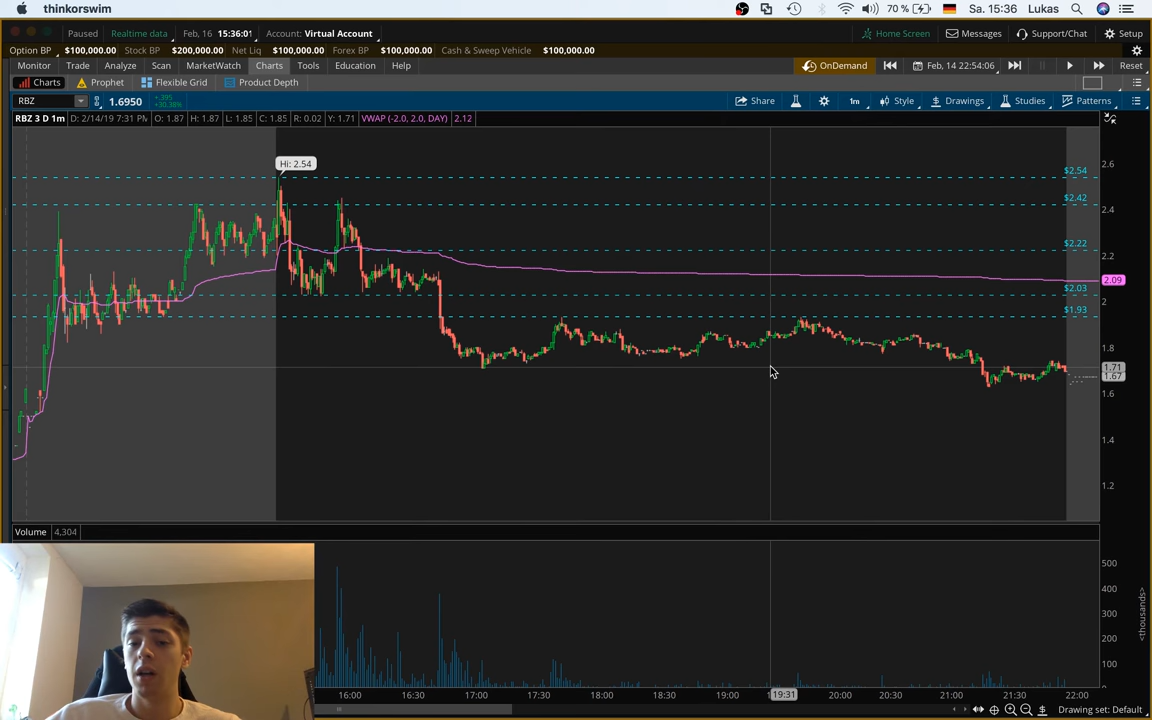 thinkorswim
70 %
Sa. 15:36
Lukas
Paused
Realtime data
Feb, 16 15:36:01
Account: Virtual Account
Home Screen
Messages
Support/Chat
Setup
Option BP $100,000.00 Stock BP $200,000.00 Net Liq $100,000.00 Forex BP $100,000.00 Cash & Sweep Vehicle $100,000.00
Monitor Trade Analyze Scan MarketWatch Charts Tools Education Help
OnDemand
Feb, 14 22:54:06
Reset
Charts Prophet Flexible Grid Product Depth
RBZ
1.6950
+.395
+30.38%
Share
1m
Style
Drawings
Studies
Patterns
RBZ 3 D 1m
D: 2/14/19 7:31 PM
O: 1.87
H: 1.87
L: 1.85
C: 1.85
R: 0.02
Y: 1.71
VWAP (-2.0, 2.0, DAY)
2.12
Hi: 2.54
$2.54
$2.42
$2.22
$2.03
$1.93
2.6
2.4
2.2
2.09
2
1.8
1.71
1.67
1.6
1.4
1.2
Volume
4,304
500
400
300
200
100
0
<thousands>
16:00
16:30
17:00
17:30
18:00
18:30
19:00
19:31
20:00
20:30
21:00
21:30
22:00
Drawing set: Default